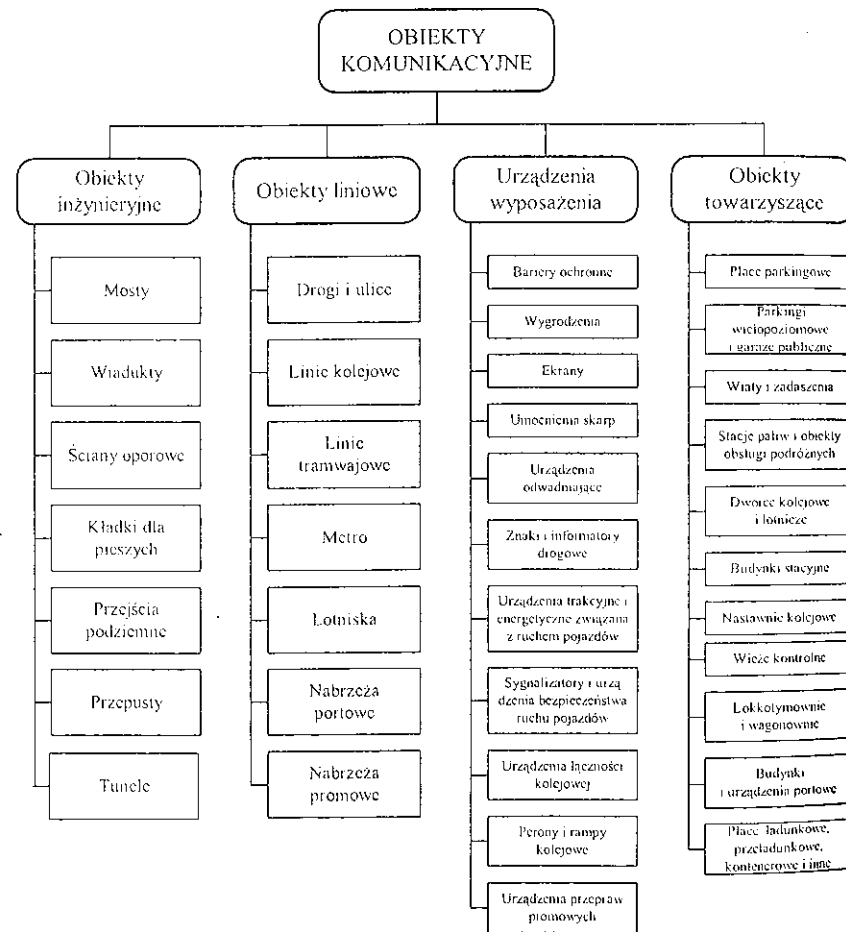 OBIEKTY
KOMUNIKACYJNE
Obiekty
inżynieryjne
Mosty
Wiadukty
Ściany oporowe
Kładki dla
pieszych
Przejścia
podziemne
Przepusty
Tunele
Obiekty liniowe
Drogi i ulice
Linie kolejowe
Linie
tramwajowe
Metro
Lotniska
Nabrzeża
portowe
Nabrzeża
promowe
Urządzenia
wyposażenia
Bariery ochronne
Wygrodzenia
Ekrany
Umocnienia skarp
Urządzenia
odwadniające
Znaki i informatory
drogowe
Urządzenia trakcyjne i
energetyczne związana
z ruchem pojazdów
Sygnalizatory i urzą
dzenia bezpieczeństwa
ruchu pojazdów
Urządzenia łączności
kolejowej
Perony i rampy
kolejowe
Urządzenia przepraw
promowych
Obiekty
towarzyszące
Place parkingowe
Parkingi
wielopoziomowe
i garaże publiczne
Wiaty i zadaszenia
Stacje paliw i obiekty
obsługi podróżnych
Dworce kolejowe
i lotnicze
Budynki stacyjne
Nastawnie kolejowe
Wieże kontrolne
Lokkotymownie
i wagonownie
Budynki
i urządzenia portowe
Place ładunkowe,
przeładunkowe,
kontenerowe i inne